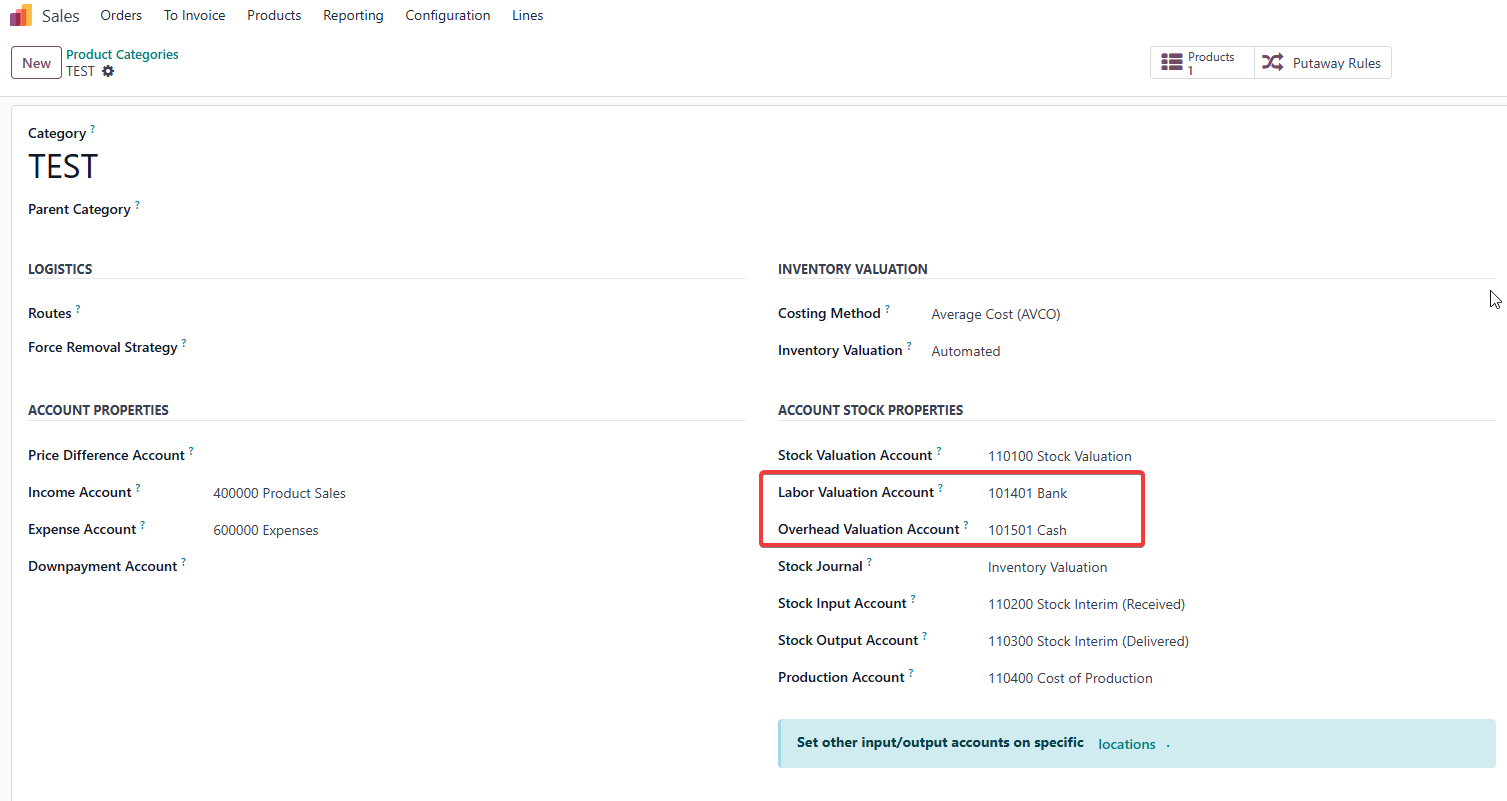 Sales Orders To Invoice Products Reporting Configuration Lines
New
Product Categories
TEST
Products
1
Putaway Rules
Category ?
TEST
Parent Category ?
LOGISTICS
Routes ?
Force Removal Strategy ?
INVENTORY VALUATION
Costing Method ? Average Cost (AVCO)
Inventory Valuation ? Automated
ACCOUNT PROPERTIES
Price Difference Account ?
Income Account ? 400000 Product Sales
Expense Account ? 600000 Expenses
Downpayment Account ?
ACCOUNT STOCK PROPERTIES
Stock Valuation Account ? 110100 Stock Valuation
Labor Valuation Account ? 101401 Bank
Overhead Valuation Account ? 101501 Cash
Stock Journal ? Inventory Valuation
Stock Input Account ? 110200 Stock Interim (Received)
Stock Output Account ? 110300 Stock Interim (Delivered)
Production Account ? 110400 Cost of Production
Set other input/output accounts on specific locations .